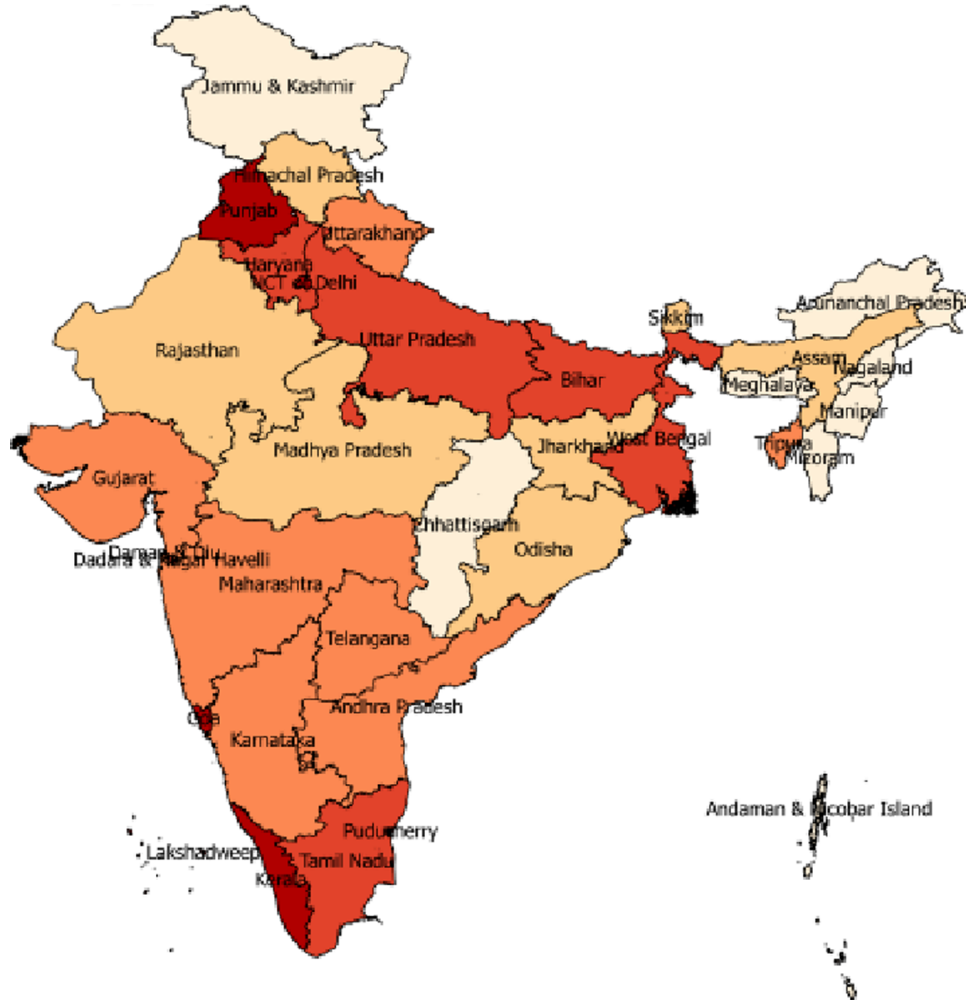 Jammu & Kashmir
Himachal Pradesh
Punjab
Uttarakhand
Haryana
NCT of Delhi
Arunanchal Pradesh
Sikkim
Uttar Pradesh
Rajasthan
Assam
Nagaland
Bihar
Meghalaya
Manipur
West Bengal
Jharkhand
Tripura
Madhya Pradesh
Mizoram
Gujarat
Chhattisgarh
Odisha
Daman & Diu
Dadara & Nagar Havelli
Maharashtra
Telangana
Andhra Pradesh
Goa
Karnataka
Andaman & Nicobar Island
Puducherry
Lakshadweep
Tamil Nadu
Kerala